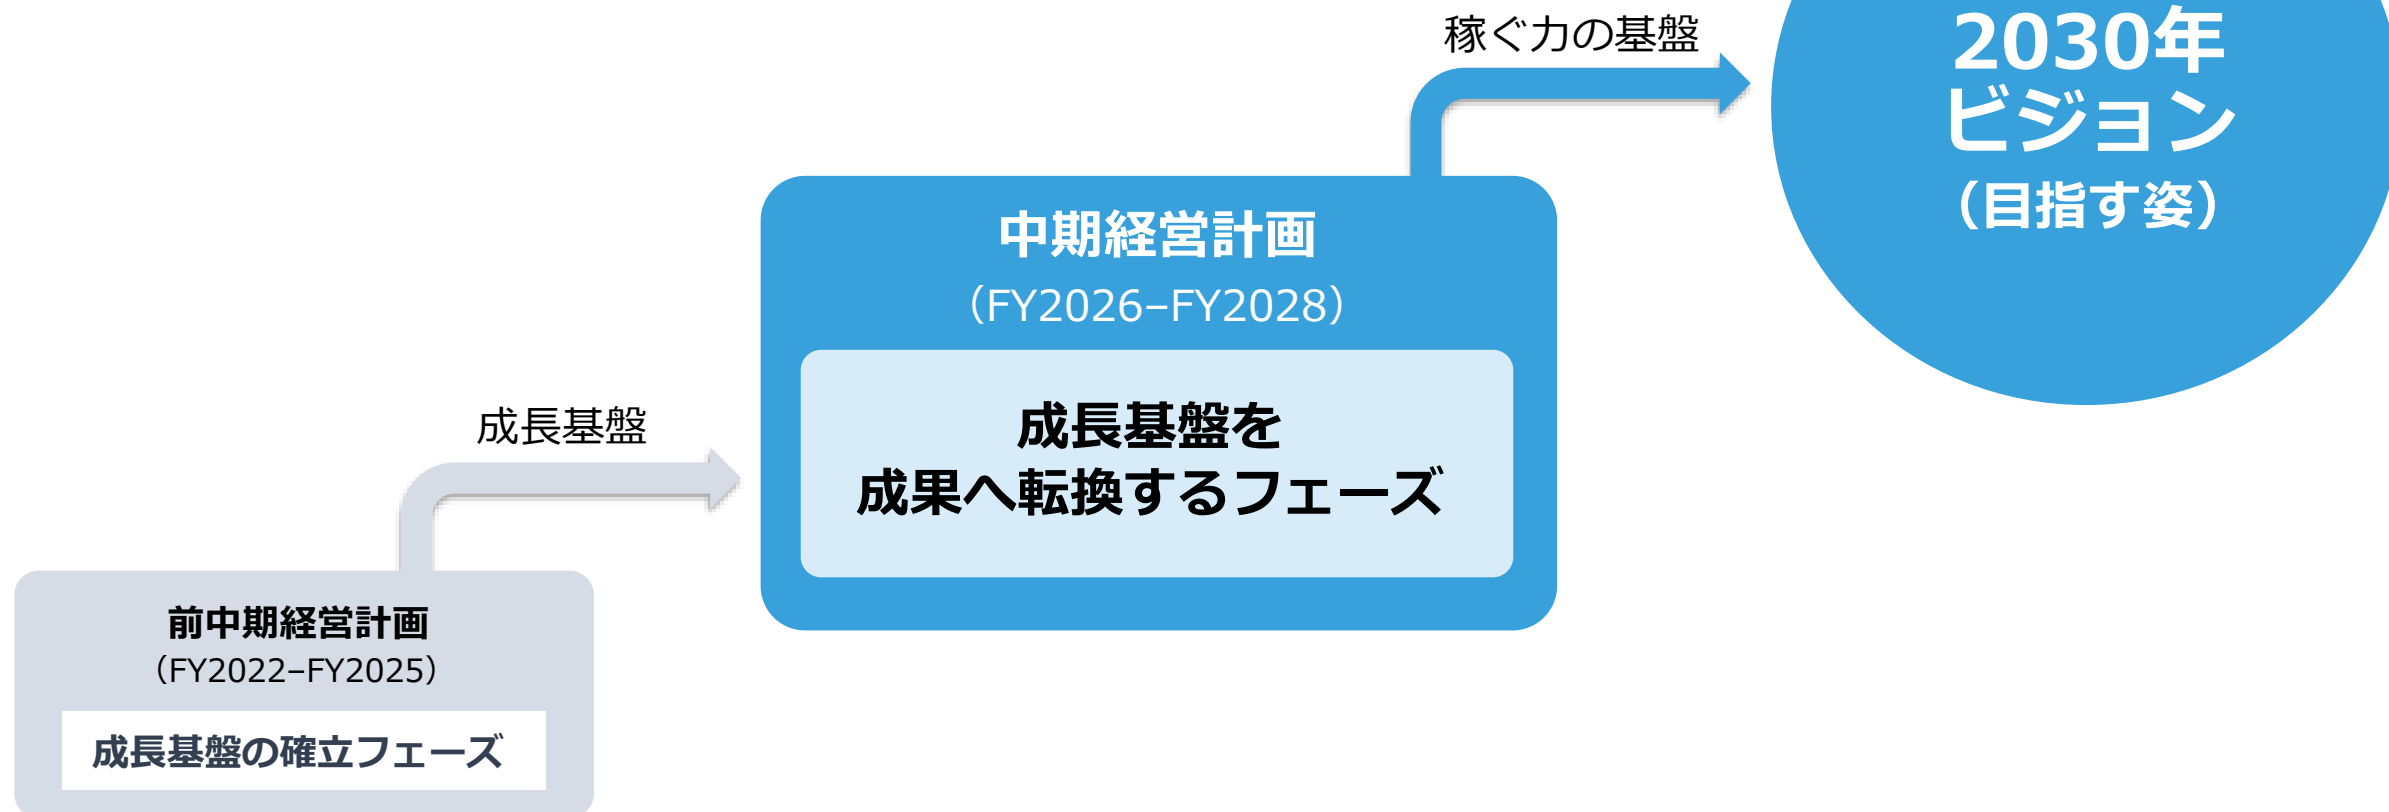 稼ぐ力の基盤
2030年
ビジョン
（目指す姿）
中期経営計画
（FY2026–FY2028）
成長基盤を
成果へ転換するフェーズ
成長基盤
前中期経営計画
（FY2022–FY2025）
成長基盤の確立フェーズ